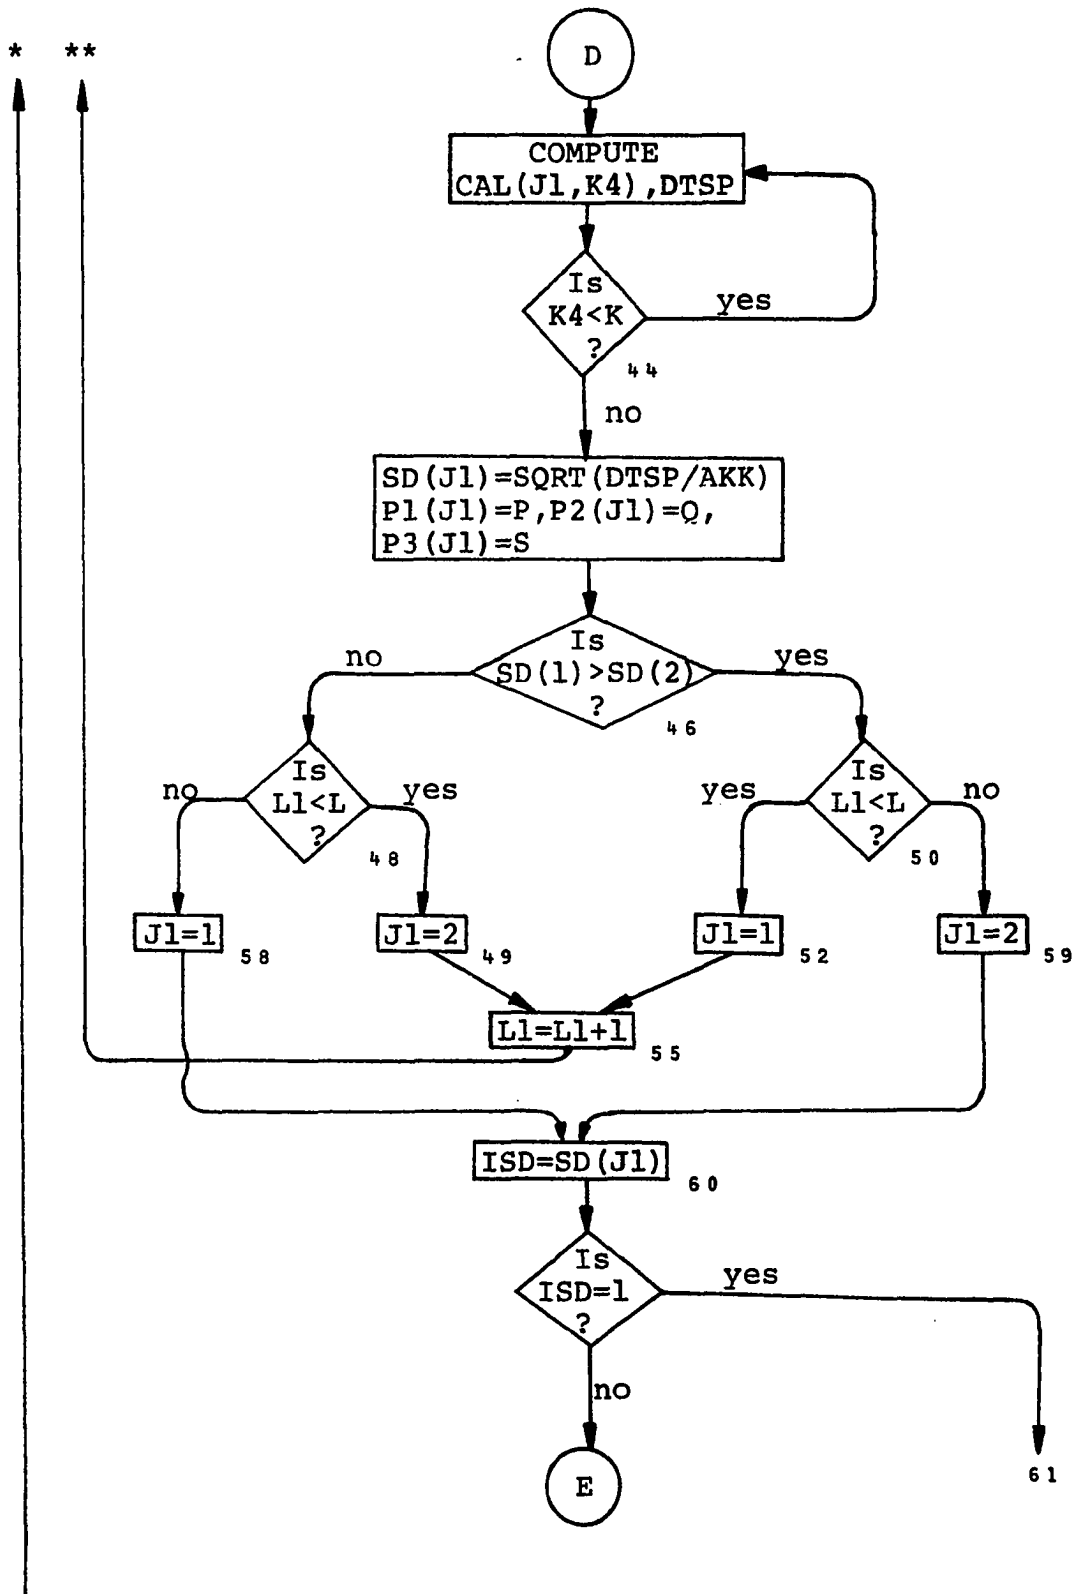 * **
D
COMPUTE
CAL(J1,K4),DTSP
Is
K4<K
?
yes
44
no
SD(J1)=SQRT(DTSP/AKK)
P1(J1)=P,P2(J1)=Q,
P3(J1)=S
Is
SD(1)>SD(2)
?
no
yes
46
Is
L1<L
?
no
yes
48
Is
L1<L
?
yes
no
50
J1=1
58
J1=2
49
J1=1
52
J1=2
59
L1=L1+1
55
ISD=SD(J1)
60
Is
ISD=1
?
yes
no
E
61